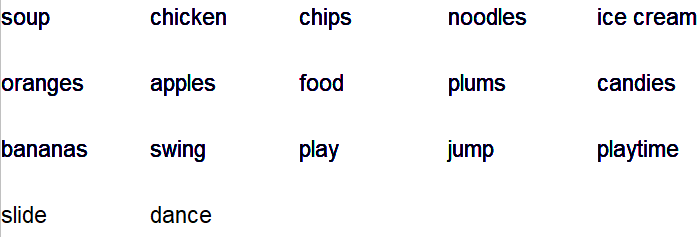 soup chicken chips noodles ice cream
oranges apples food plums candies
bananas swing play jump playtime
slide dance